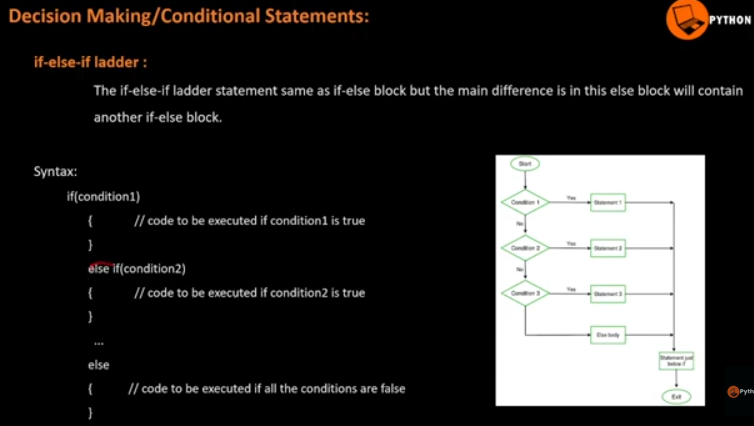 Decision Making/Conditional Statements:
PYTHON
if-else-if ladder :
The if-else-if ladder statement same as if-else block but the main difference is in this else block will contain
another if-else block.
Syntax:
if(condition1)
{ // code to be executed if condition1 is true
}
else if(condition2)
{ // code to be executed if condition2 is true
}
...
else
{ // code to be executed if all the conditions are false
}
Start
Condition 1
Yes
Statement 1
No
Condition 2
Yes
Statement 2
No
Condition 3
Yes
Statement 3
Else body
Statement just
below if
Exit
Pyth